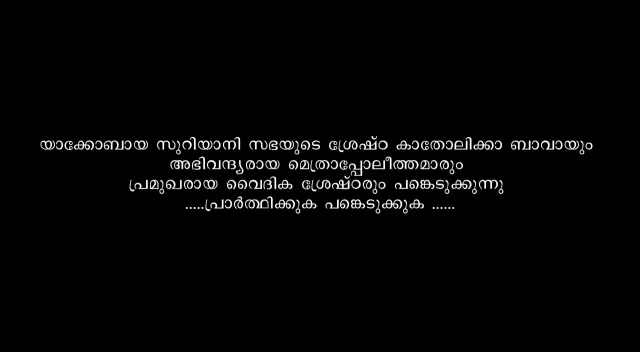 യാക്കോബായ സുറിയാനി സഭയുടെ ശ്രേഷ്ഠ കാതോലിക്കാ ബാവായും
അഭിവന്ദ്യരായ മെത്രാപ്പോലീത്തമാരും
പ്രമുഖരായ വൈദിക ശ്രേഷ്ഠരും പങ്കെടുക്കുന്നു
.....പ്രാർത്ഥിക്കുക പങ്കെടുക്കുക ......